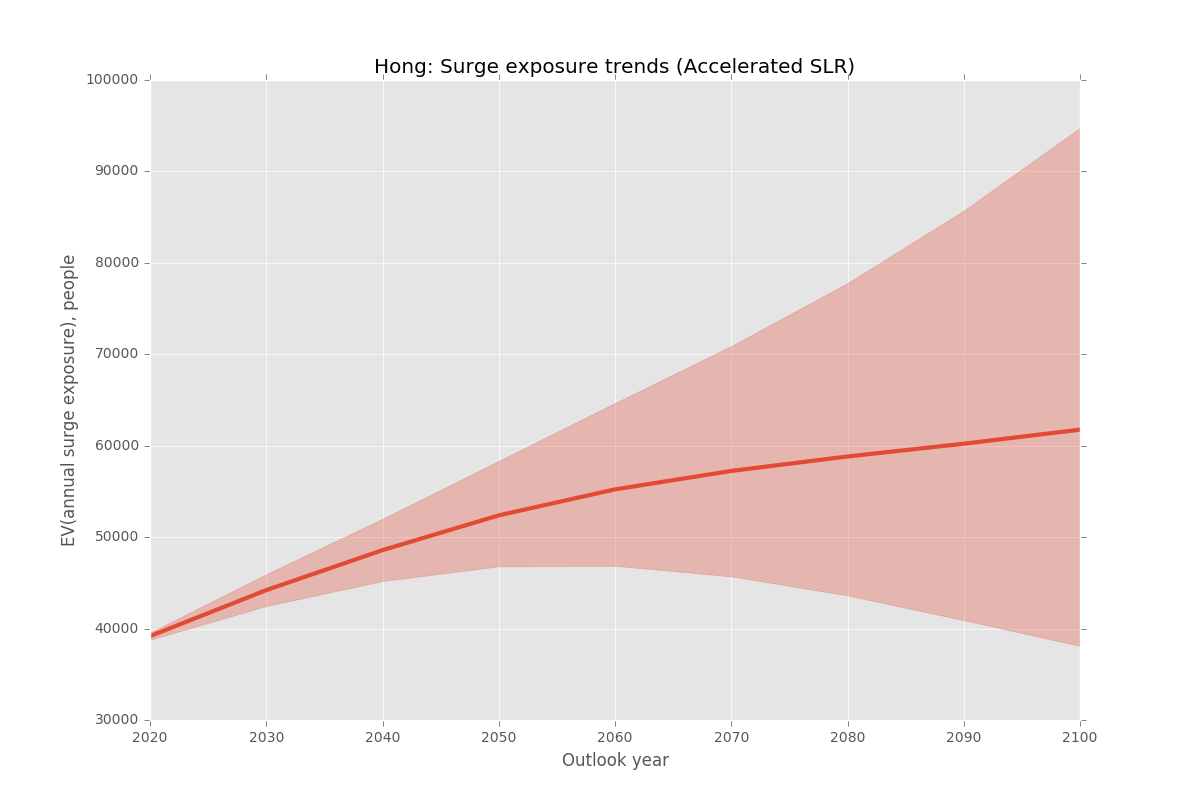 Hong: Surge exposure trends (Accelerated SLR)
100000
90000
80000
70000
60000
50000
40000
30000
EV(annual surge exposure), people
2020 2030 2040 2050 2060 2070 2080 2090 2100
Outlook year